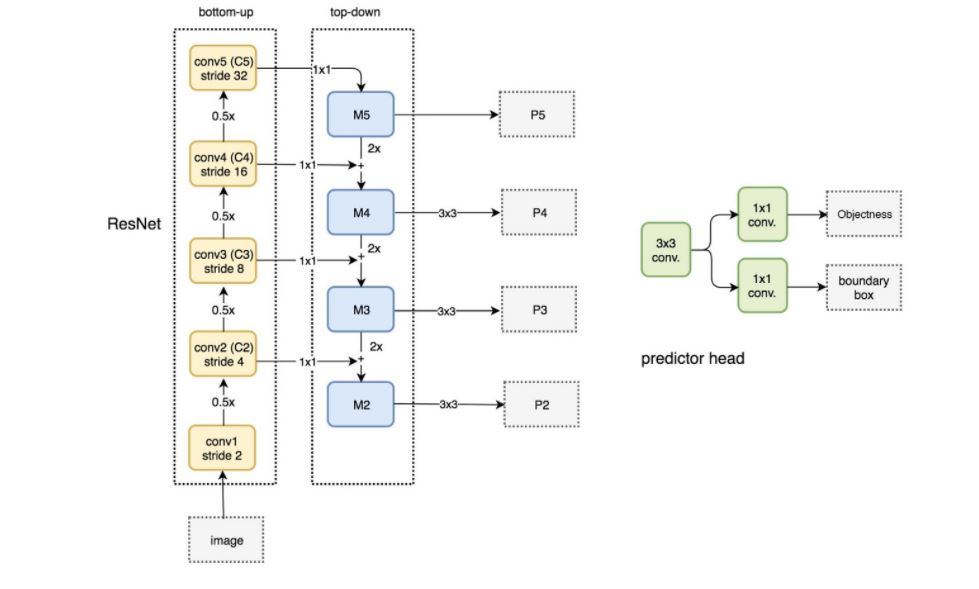 bottom-up
top-down
conv5 (C5)
stride 32
1x1
M5
P5
0.5x
2x
conv4 (C4)
stride 16
1x1
+
M4
3x3
P4
0.5x
2x
ResNet
conv3 (C3)
stride 8
1x1
+
M3
3x3
P3
0.5x
2x
conv2 (C2)
stride 4
1x1
+
M2
3x3
P2
0.5x
conv1
stride 2
image
3x3
conv.
1x1
conv.
Objectness
1x1
conv.
boundary
box
predictor head